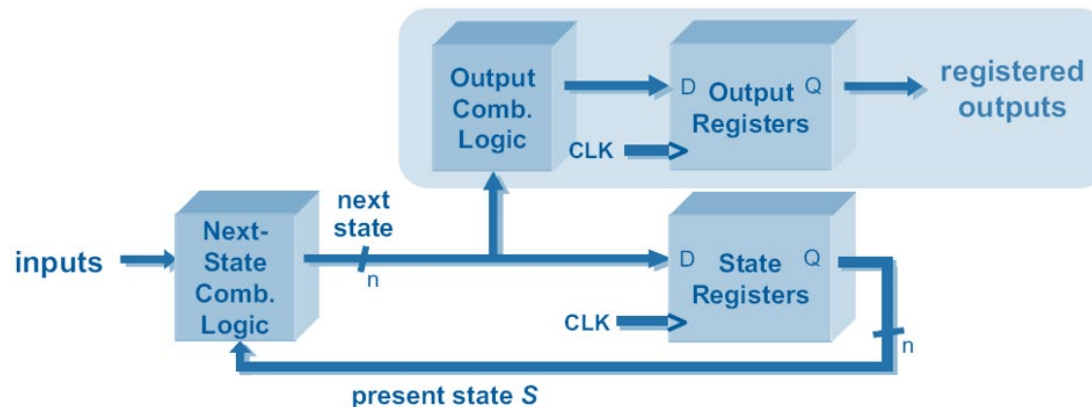 Output
Comb.
Logic
D
Output
Registers
Q
CLK
registered
outputs
inputs
Next-
State
Comb.
Logic
next
state
n
D
State
Registers
Q
CLK
n
present state S